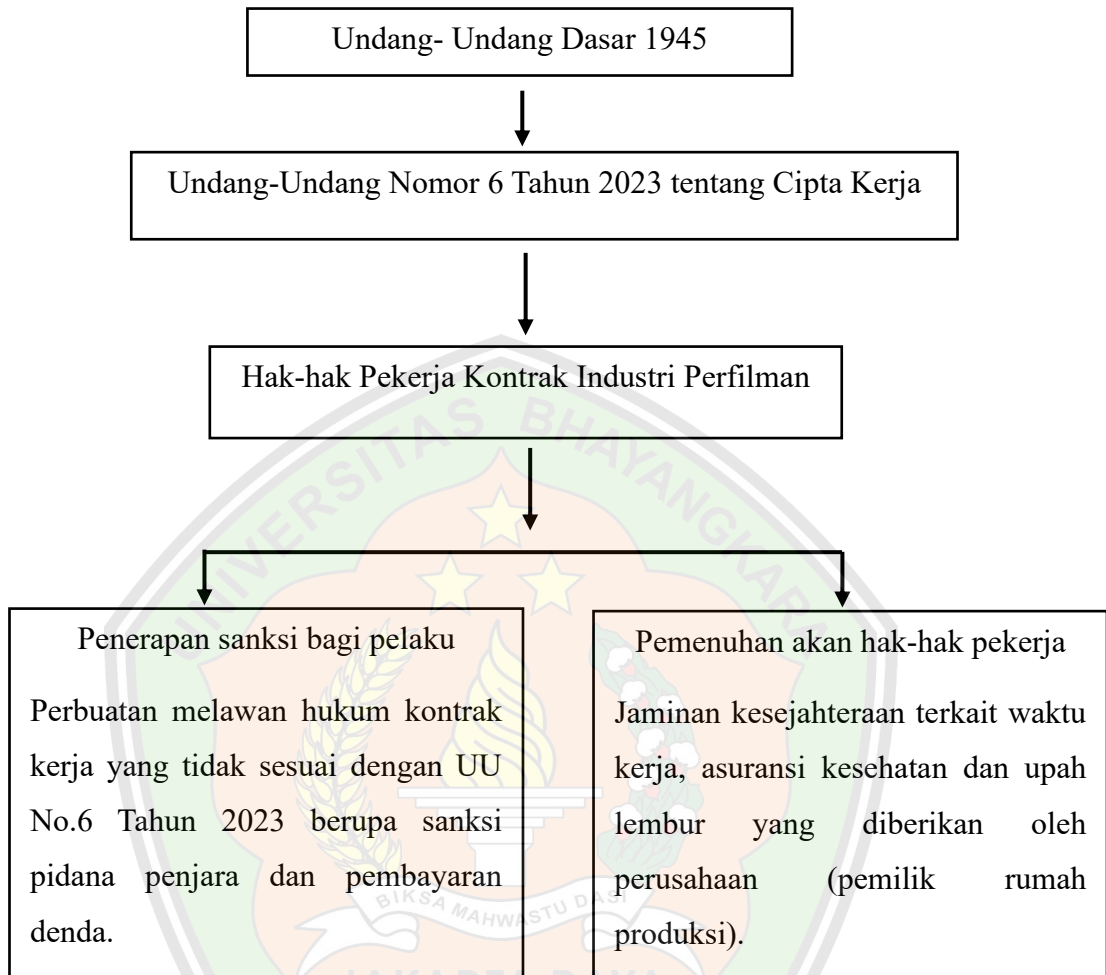 Undang- Undang Dasar 1945
Undang-Undang Nomor 6 Tahun 2023 tentang Cipta Kerja
Hak-hak Pekerja Kontrak Industri Perfilman
UNIVERSITAS BHAYANGKARA
Penerapan sanksi bagi pelaku
Perbuatan melawan hukum kontrak
kerja yang tidak sesuai dengan UU
No.6 Tahun 2023 berupa sanksi
pidana penjara dan pembayaran
denda.
Pemenuhan akan hak-hak pekerja
Jaminan kesejahteraan terkait waktu
kerja, asuransi kesehatan dan upah
lembur yang diberikan oleh
perusahaan (pemilik rumah
produksi).
BIKSA MAHWASTU DASI
JAKARTA RAYA